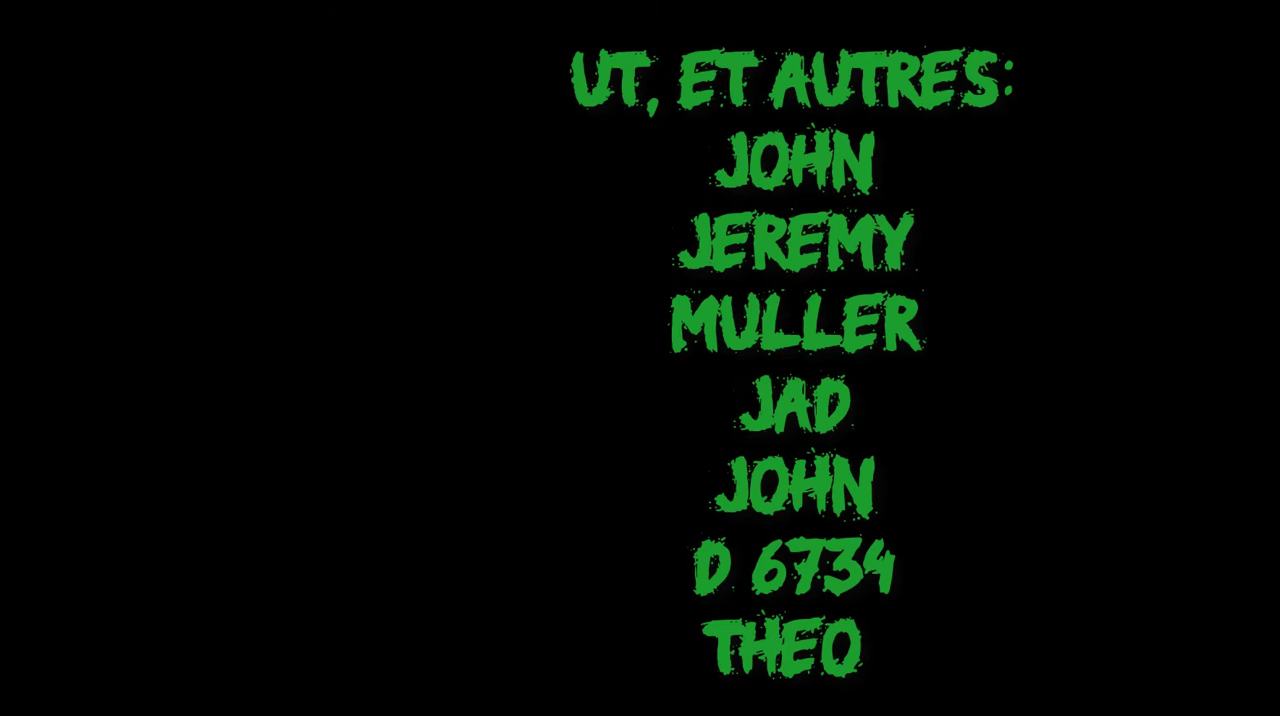 UT, ET AUTRES:
JOHN
JEREMY
MULLER
JAD
JOHN
D 6734
THEO